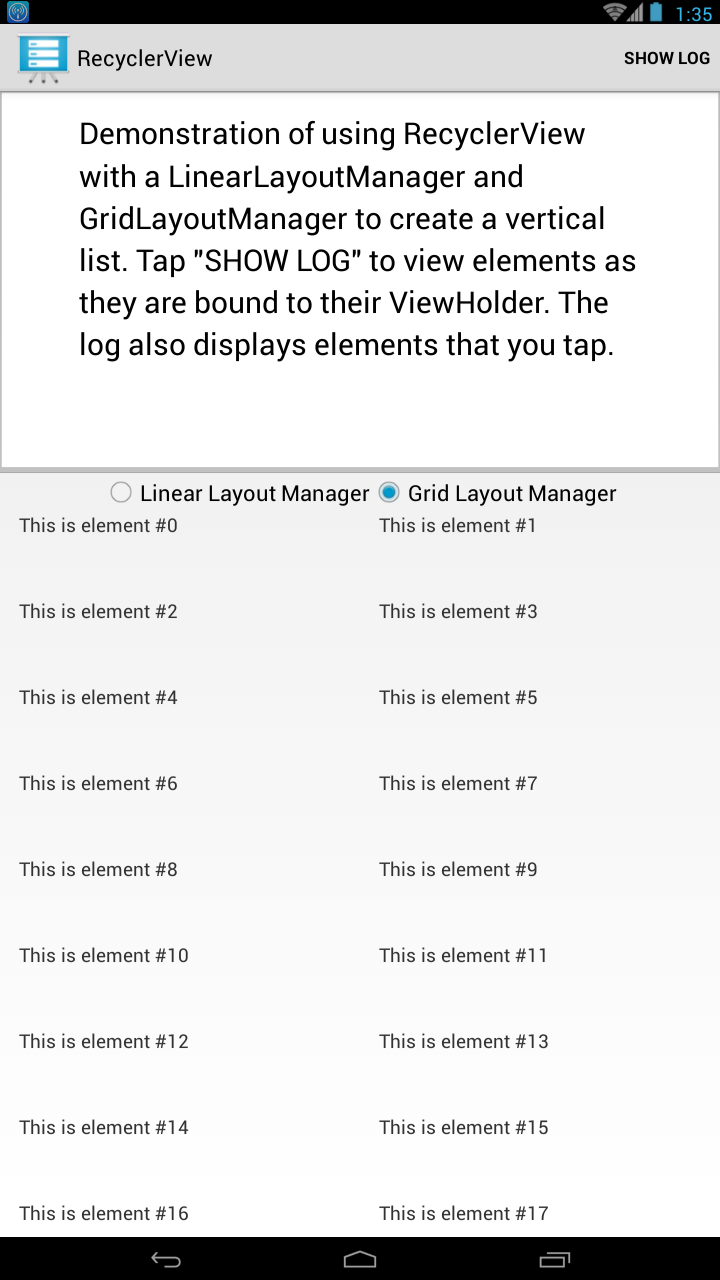 1:35
RecyclerView
SHOW LOG
Demonstration of using RecyclerView
with a LinearLayoutManager and
GridLayoutManager to create a vertical
list. Tap "SHOW LOG" to view elements as
they are bound to their ViewHolder. The
log also displays elements that you tap.
Linear Layout Manager Grid Layout Manager
This is element #0 This is element #1
This is element #2 This is element #3
This is element #4 This is element #5
This is element #6 This is element #7
This is element #8 This is element #9
This is element #10 This is element #11
This is element #12 This is element #13
This is element #14 This is element #15
This is element #16 This is element #17